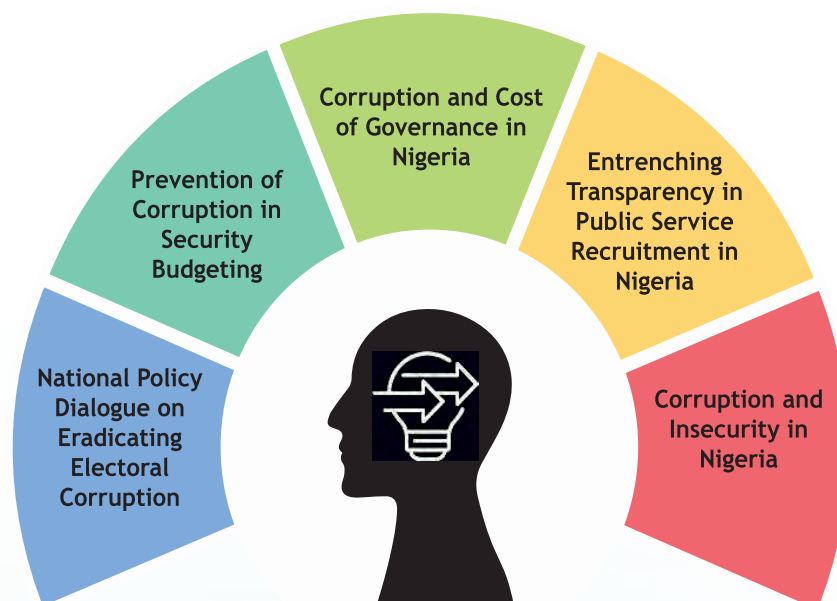 National Policy
Dialogue on
Eradicating
Electoral
Corruption
Prevention of
Corruption in
Security
Budgeting
Corruption and Cost
of Governance in
Nigeria
Entrenching
Transparency in
Public Service
Recruitment in
Nigeria
Corruption and
Insecurity in
Nigeria